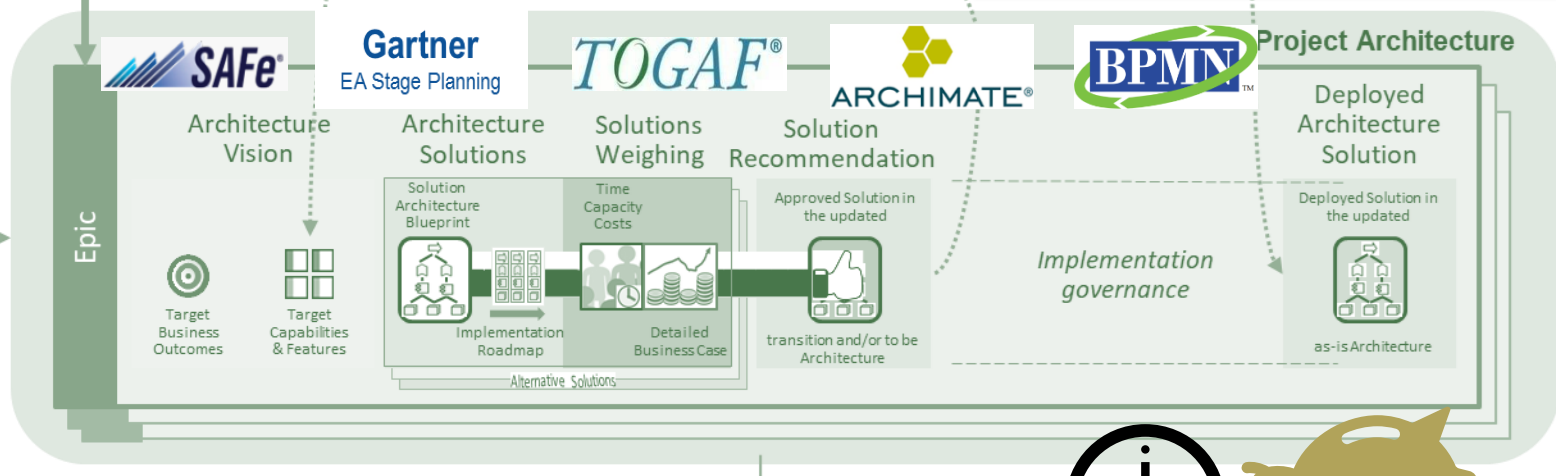 SAFe®
Gartner
EA Stage Planning
TOGAF®
ARCHIMATE®
BPMN™
Project Architecture
Epic
Architecture
Vision
Target
Business
Outcomes
Target
Capabilities
& Features
Architecture
Solutions
Solution
Architecture
Blueprint
Implementation
Roadmap
Solutions
Weighing
Time
Capacity
Costs
Detailed
Business Case
Alternative Solutions
Solution
Recommendation
Approved Solution in
the updated
transition and/or to be
Architecture
Implementation
governance
Deployed
Architecture
Solution
Deployed Solution in
the updated
as-is Architecture
i